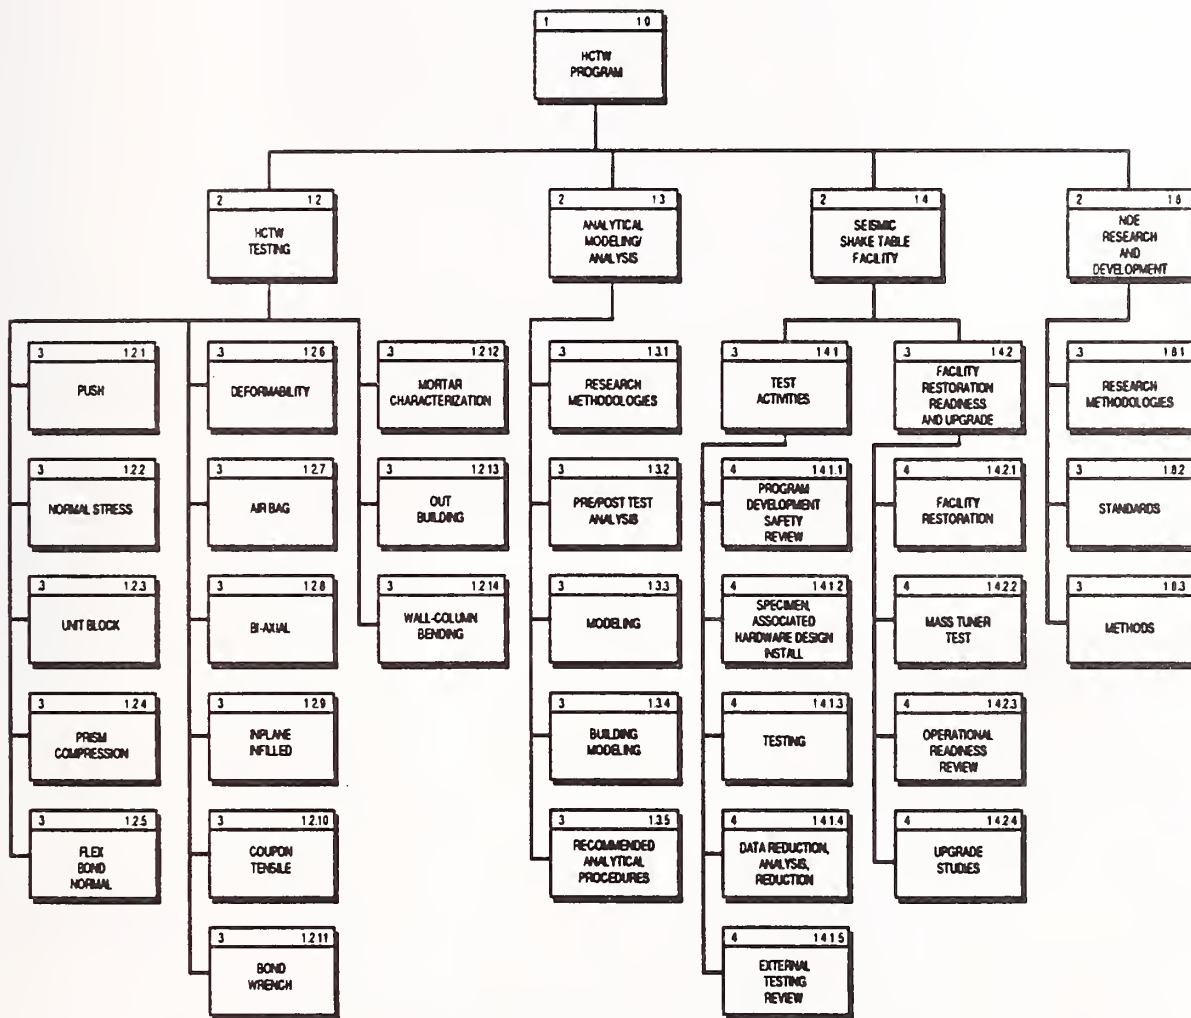 1 1.0
HCTW
PROGRAM
2 1.2
HCTW
TESTING
2 1.3
ANALYTICAL
MODELING/
ANALYSIS
2 1.4
SEISMIC
SHAKE TABLE
FACILITY
2 1.8
NDE
RESEARCH
AND
DEVELOPMENT
3 1.2.1
PUSH
3 1.2.2
NORMAL STRESS
3 1.2.3
UNIT BLOCK
3 1.2.4
PRISM
COMPRESSION
3 1.2.5
FLEX
BOND
NORMAL
3 1.2.6
DEFORMABILITY
3 1.2.7
AIR BAG
3 1.2.8
BI-AXIAL
3 1.2.9
INPLANE
INFILLED
3 1.2.10
COUPON
TENSILE
3 1.2.11
BOND
WRENCH
3 1.2.12
MORTAR
CHARACTERIZATION
3 1.2.13
OUT
BUILDING
3 1.2.14
WALL-COLUMN
BENDING
3 1.3.1
RESEARCH
METHODOLOGIES
3 1.3.2
PRE/POST TEST
ANALYSIS
3 1.3.3
MODELING
3 1.3.4
BUILDING
MODELING
3 1.3.5
RECOMMENDED
ANALYTICAL
PROCEDURES
3 1.4.1
TEST
ACTIVITIES
4 1.4.1.1
PROGRAM
DEVELOPMENT
SAFETY
REVIEW
4 1.4.1.2
SPECIMEN,
ASSOCIATED
HARDWARE DESIGN
INSTALL
4 1.4.1.3
TESTING
4 1.4.1.4
DATA REDUCTION,
ANALYSIS,
REDUCTION
4 1.4.1.5
EXTERNAL
TESTING
REVIEW
3 1.4.2
FACILITY
RESTORATION
READINESS
AND UPGRADE
4 1.4.2.1
FACILITY
RESTORATION
4 1.4.2.2
MASS TUNER
TEST
4 1.4.2.3
OPERATIONAL
READINESS
REVIEW
4 1.4.2.4
UPGRADE
STUDIES
3 1.8.1
RESEARCH
METHODOLOGIES
3 1.8.2
STANDARDS
3 1.8.3
METHODS